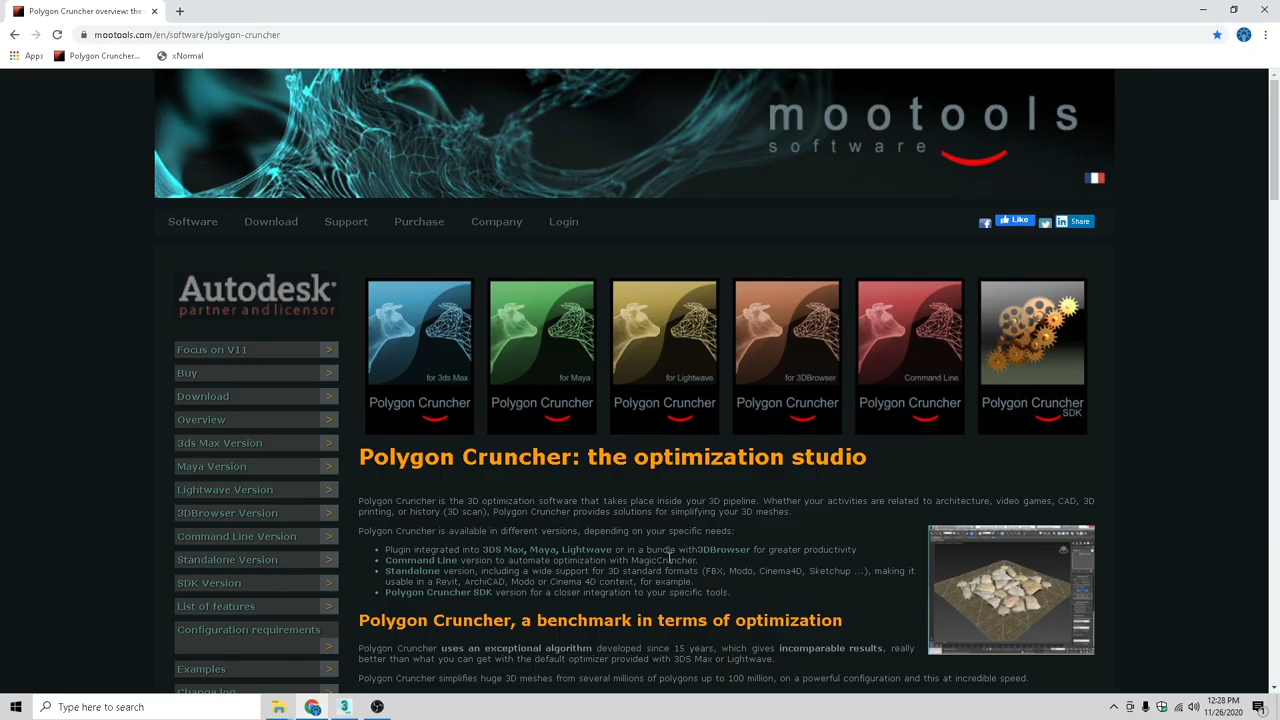 Polygon Cruncher overview: the
mootools.com/en/software/polygon-cruncher
Apps Polygon Cruncher... xNormal
mootools
software
Software Download Support Purchase Company Login
Like Share
Autodesk
partner and licensor
Focus on V11 >
Buy >
Download >
Overview >
3ds Max Version >
Maya Version >
Lightwave Version >
3DBrowser Version >
Command Line Version >
Standalone Version >
SDK Version >
List of features >
Configuration requirements >
Examples >
Change log
for 3ds Max
Polygon Cruncher
for Maya
Polygon Cruncher
for Lightwave
Polygon Cruncher
for 3DBrowser
Polygon Cruncher
Command Line
Polygon Cruncher
Polygon Cruncher
SDK
Polygon Cruncher: the optimization studio
Polygon Cruncher is the 3D optimization software that takes place inside your 3D pipeline. Whether your activities are related to architecture, video games, CAD, 3D
printing, or history (3D scan), Polygon Cruncher provides solutions for simplifying your 3D meshes.
Polygon Cruncher is available in different versions, depending on your specific needs:
Plugin integrated into 3DS Max, Maya, Lightwave or in a bundle with3DBrowser for greater productivity
Command Line version to automate optimization with MagicCruncher.
Standalone version, including a wide support for 3D standard formats (FBX, Modo, Cinema4D, Sketchup ...), making it
usable in a Revit, ArchiCAD, Modo or Cinema 4D context, for example.
Polygon Cruncher SDK version for a closer integration to your specific tools.
Polygon Cruncher, a benchmark in terms of optimization
Polygon Cruncher uses an exceptional algorithm developed since 15 years, which gives incomparable results, really
better than what you can get with the default optimizer provided with 3DS Max or Lightwave.
Polygon Cruncher simplifies huge 3D meshes from several millions of polygons up to 100 million, on a powerful configuration and this at incredible speed.
Type here to search
12:28 PM
11/26/2020